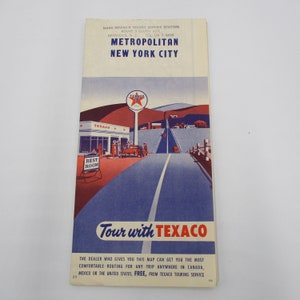 METROPOLITAN
NEW YORK CITY
TEXACO
REST
ROOM
Tour with TEXACO
THE DEALER WHO GIVES YOU THIS MAP CAN GET YOU THE MOST
COMFORTABLE ROUTING FOR ANY TRIP ANYWHERE IN CANADA,
MEXICO OR THE UNITED STATES, FREE, FROM TEXACO TOURING SERVICE.